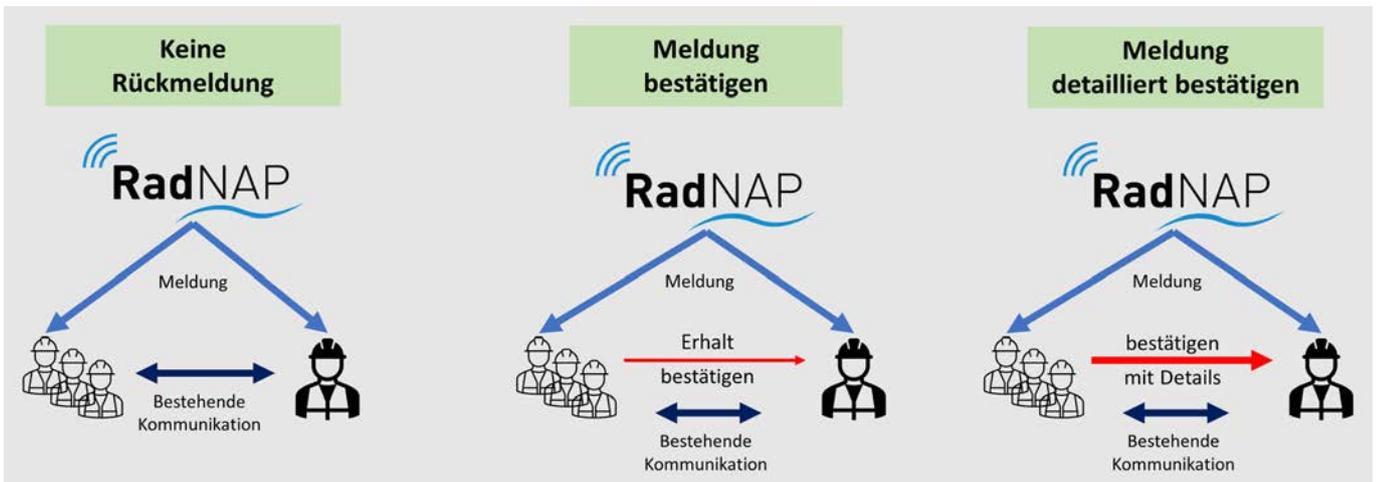 Keine
Rückmeldung
RadNAP
Meldung
Bestehende
Kommunikation
Meldung
bestätigen
RadNAP
Meldung
Erhalt
bestätigen
Bestehende
Kommunikation
Meldung
detailliert bestätigen
RadNAP
Meldung
bestätigen
mit Details
Bestehende
Kommunikation